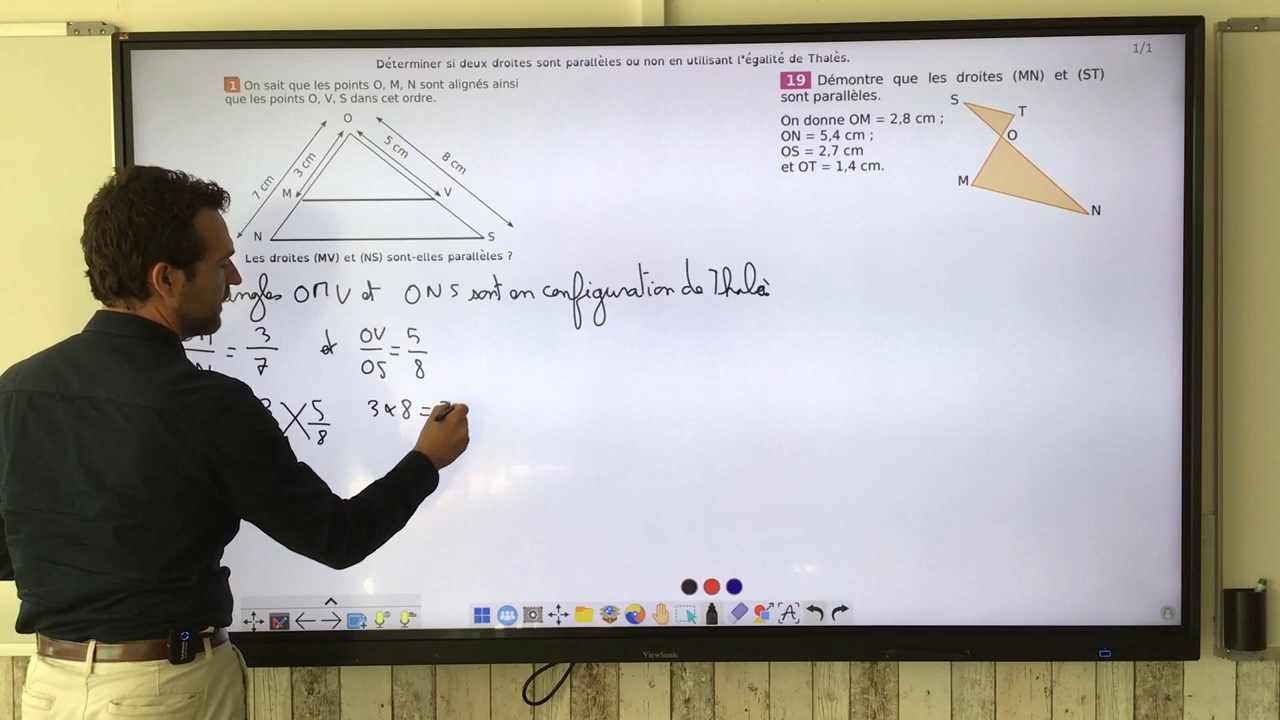 Déterminer si deux droites sont parallèles ou non en utilisant l'égalité de Thalès.
1/1
1 On sait que les points O, M, N sont alignés ainsi
que les points O, V, S dans cet ordre.
O
7 cm
3 cm
5 cm
8 cm
M
V
N
S
Les droites (MV) et (NS) sont-elles parallèles ?
19 Démontre que les droites (MN) et (ST)
sont parallèles.
On donne OM = 2,8 cm ;
ON = 5,4 cm ;
OS = 2,7 cm
et OT = 1,4 cm.
S
T
O
M
N
OMV et ONS sont en configuration de Thalès
= 3/7 et OV/OS = 5/8
5/8 3 × 8 =
ViewSonic